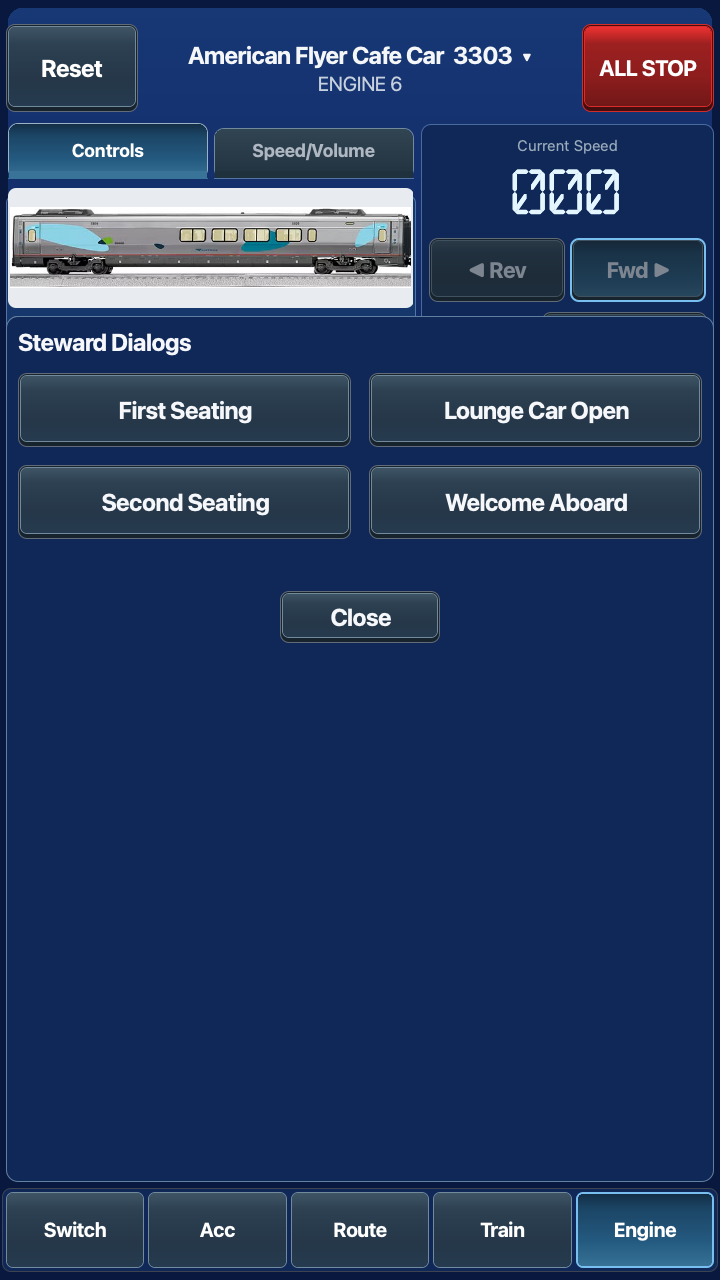 Reset
American Flyer Cafe Car 3303 ▼
ENGINE 6
ALL STOP
Controls
Speed/Volume
Current Speed
000
◀ Rev
Fwd ▶
Steward Dialogs
First Seating
Lounge Car Open
Second Seating
Welcome Aboard
Close
Switch
Acc
Route
Train
Engine